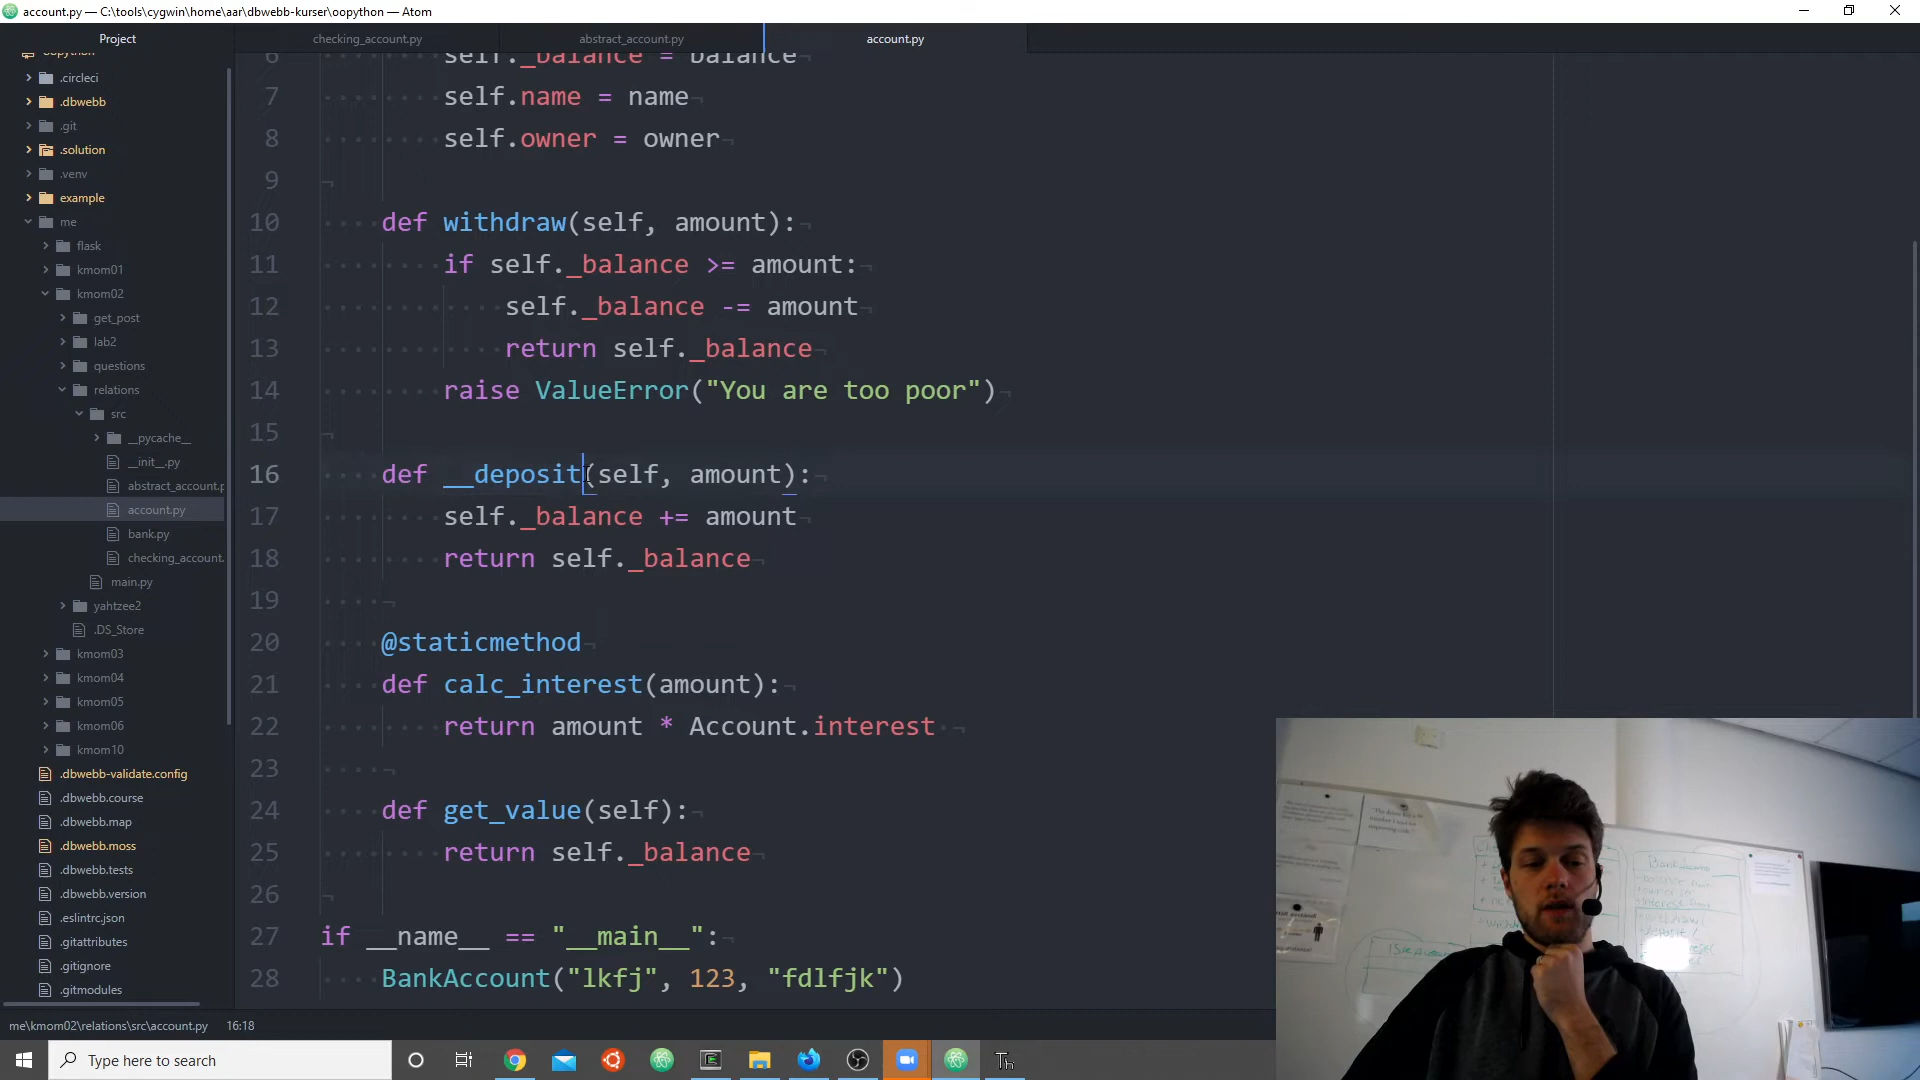 account.py — C:\tools\cygwin\home\aar\dbwebb-kurser\oopython — Atom
Project
checking_account.py
abstract_account.py
account.py
.circleci
.dbwebb
.git
.solution
.venv
example
me
flask
kmom01
kmom02
get_post
lab2
questions
relations
src
__pycache__
__init__.py
abstract_account.p
account.py
bank.py
checking_account.
main.py
yahtzee2
.DS_Store
kmom03
kmom04
kmom05
kmom06
kmom10
.dbwebb-validate.config
.dbwebb.course
.dbwebb.map
.dbwebb.moss
.dbwebb.tests
.dbwebb.version
.eslintrc.json
.gitattributes
.gitignore
.gitmodules
6 self._balance = balance
7 self.name = name
8 self.owner = owner
9
10 def withdraw(self, amount):
11 if self._balance >= amount:
12 self._balance -= amount
13 return self._balance
14 raise ValueError("You are too poor")
15
16 def __deposit(self, amount):
17 self._balance += amount
18 return self._balance
19
20 @staticmethod
21 def calc_interest(amount):
22 return amount * Account.interest
23
24 def get_value(self):
25 return self._balance
26
27 if __name__ == "__main__":
28 BankAccount("lkfj", 123, "fdlfjk")
me\kmom02\relations\src\account.py 16:18
Type here to search